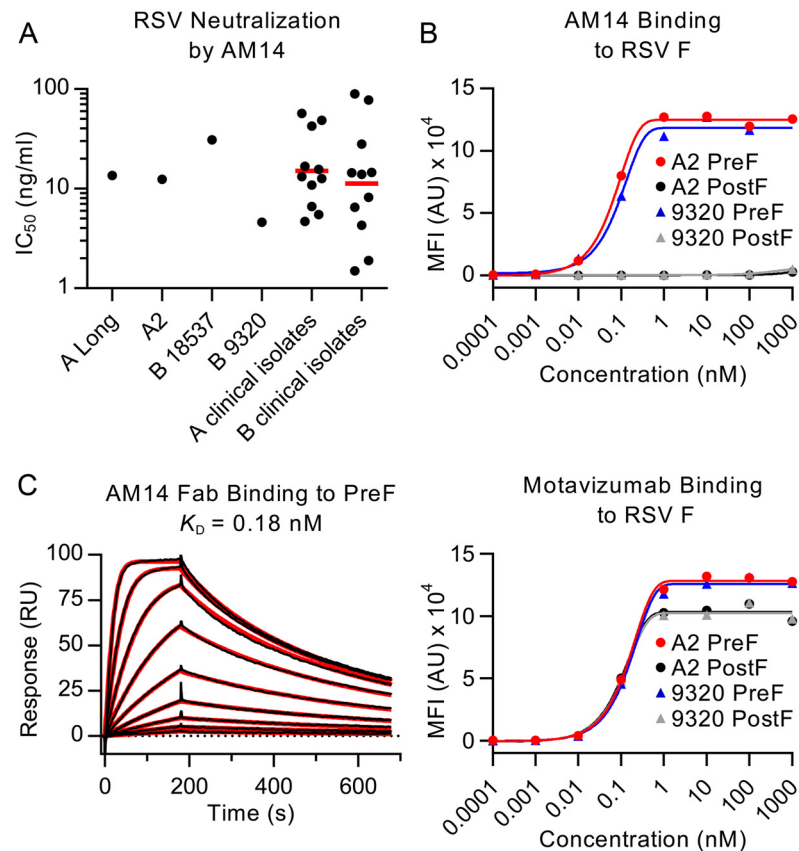 A
RSV Neutralization
by AM14
100
10
1
IC50 (ng/ml)
A Long
A2
B 18537
B 9320
A clinical isolates
B clinical isolates
B
AM14 Binding
to RSV F
15
10
5
0
MFI (AU) x 10⁴
A2 PreF
A2 PostF
9320 PreF
9320 PostF
0.0001
0.001
0.01
0.1
1
10
100
1000
Concentration (nM)
C
AM14 Fab Binding to PreF
KD = 0.18 nM
100
75
50
25
0
Response (RU)
0
200
400
600
Time (s)
Motavizumab Binding
to RSV F
15
10
5
0
MFI (AU) x 10⁴
A2 PreF
A2 PostF
9320 PreF
9320 PostF
0.0001
0.001
0.01
0.1
1
10
100
1000
Concentration (nM)